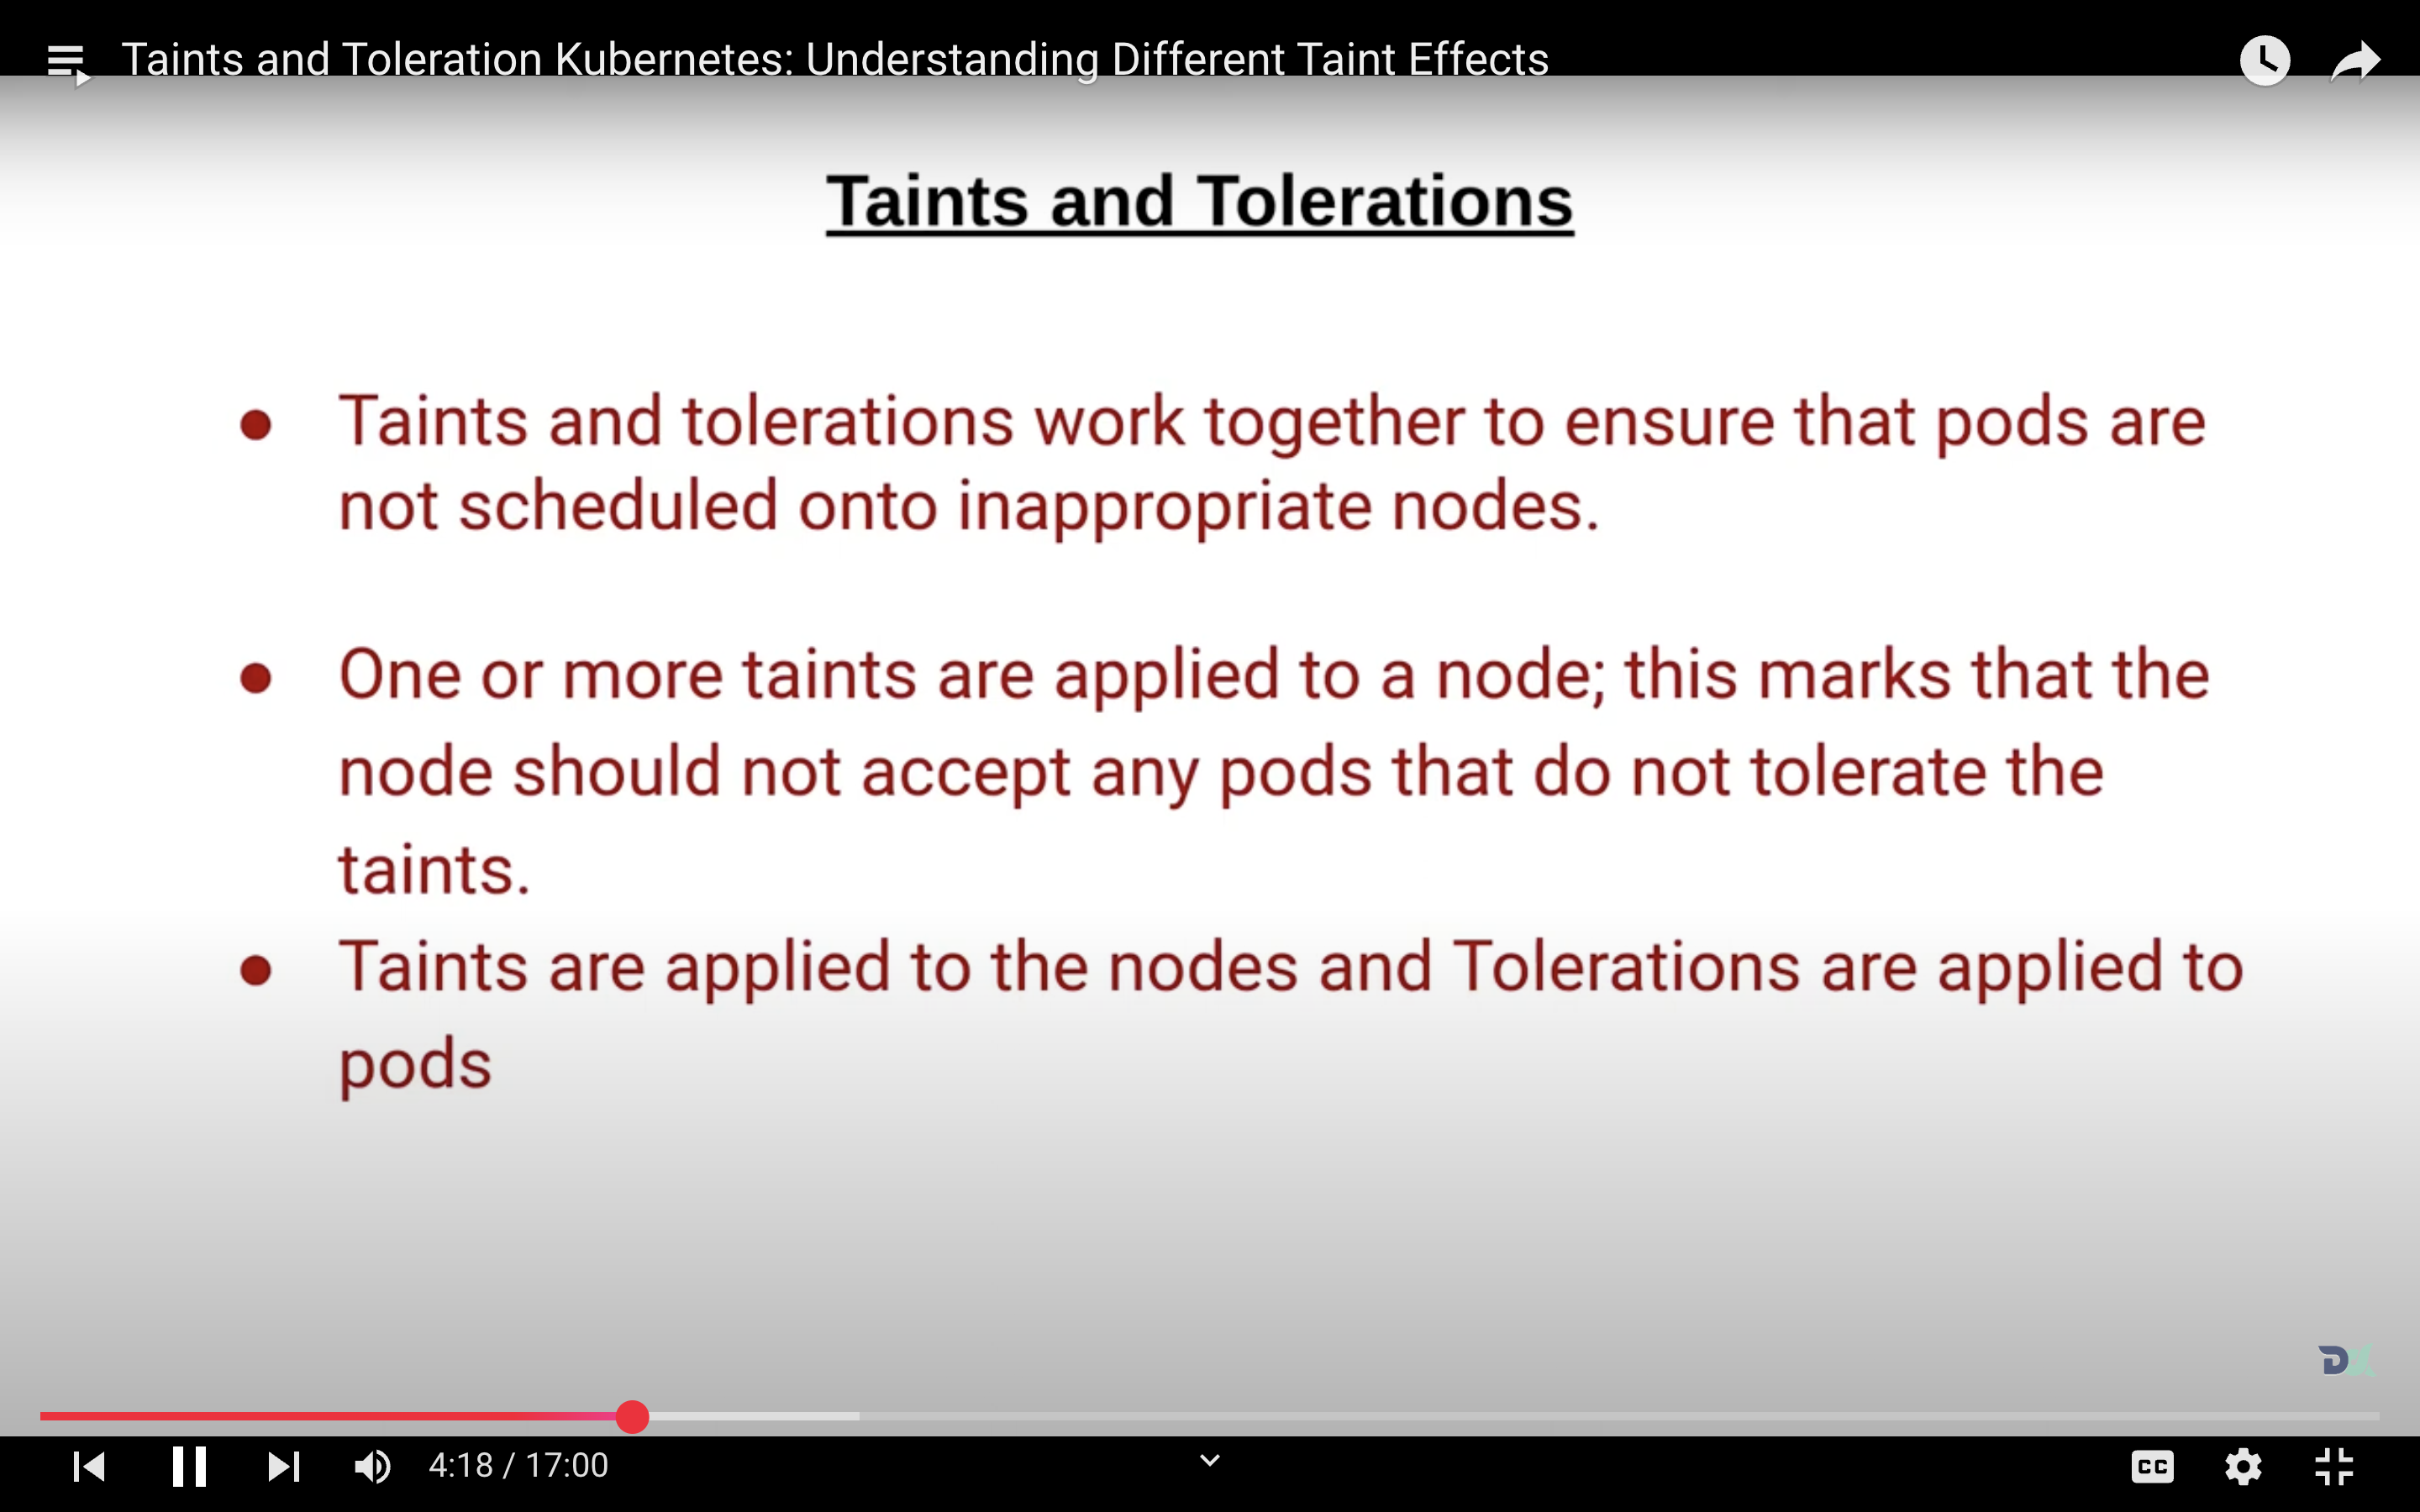 Taints and Toleration Kubernetes: Understanding Different Taint Effects
Taints and Tolerations
● Taints and tolerations work together to ensure that pods are
not scheduled onto inappropriate nodes.
● One or more taints are applied to a node; this marks that the
node should not accept any pods that do not tolerate the
taints.
● Taints are applied to the nodes and Tolerations are applied to
pods
DX
4:18 / 17:00
CC